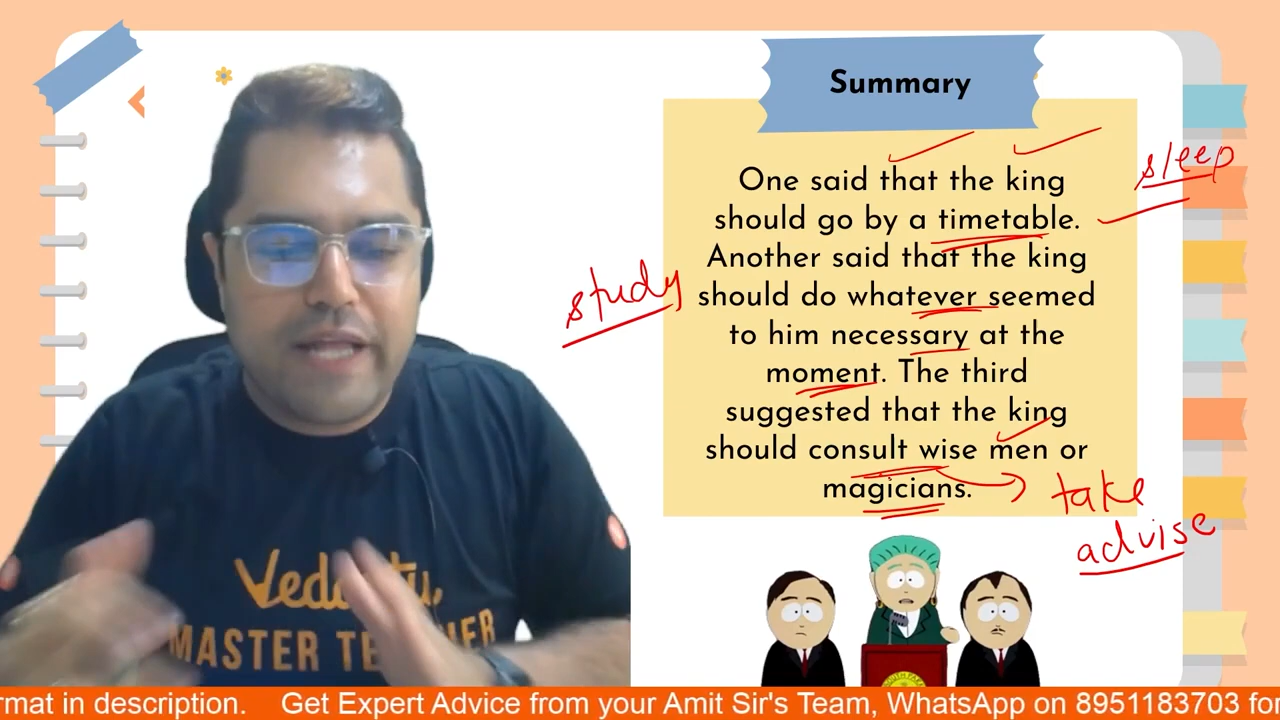 Summary
One said that the king
should go by a timetable.
Another said that the king
should do whatever seemed
to him necessary at the
moment. The third
suggested that the king
should consult wise men or
magicians.
sleep
study
take
advise
MASTER
rmat in description. Get Expert Advice from your Amit Sir's Team, WhatsApp on 8951183703 for